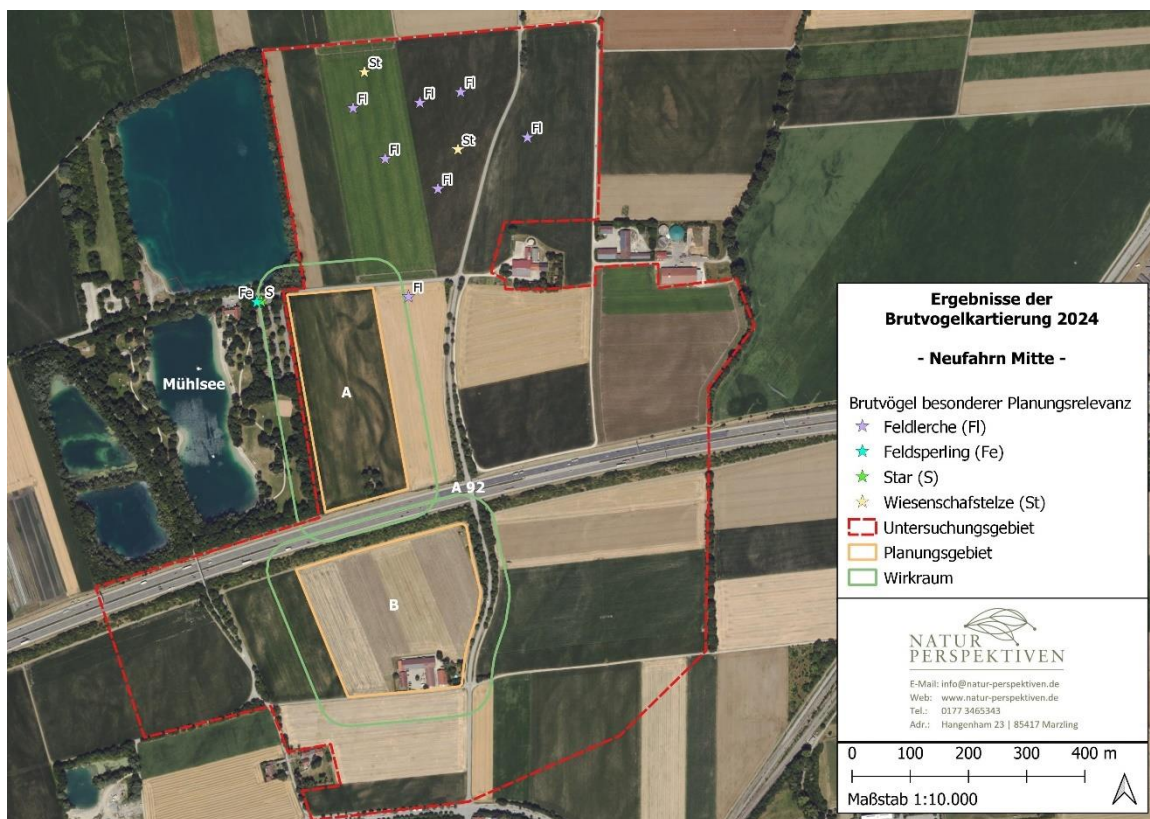 St
Fl
Fl
Fl
Fl
St
Fl
Fl
Fe
S
Fl
Mühlsee
A
A 92
B
Ergebnisse der
Brutvogelkartierung 2024
- Neufahrn Mitte -
Brutvögel besonderer Planungsrelevanz
Feldlerche (Fl)
Feldsperling (Fe)
Star (S)
Wiesenschafstelze (St)
Untersuchungsgebiet
Planungsgebiet
Wirkraum
NATUR
PERSPEKTIVEN
E-Mail: info@natur-perspektiven.de
Web: www.natur-perspektiven.de
Tel.: 0177 3465343
Adr.: Hangenham 23 | 85417 Marzling
0 100 200 300 400 m
Maßstab 1:10.000